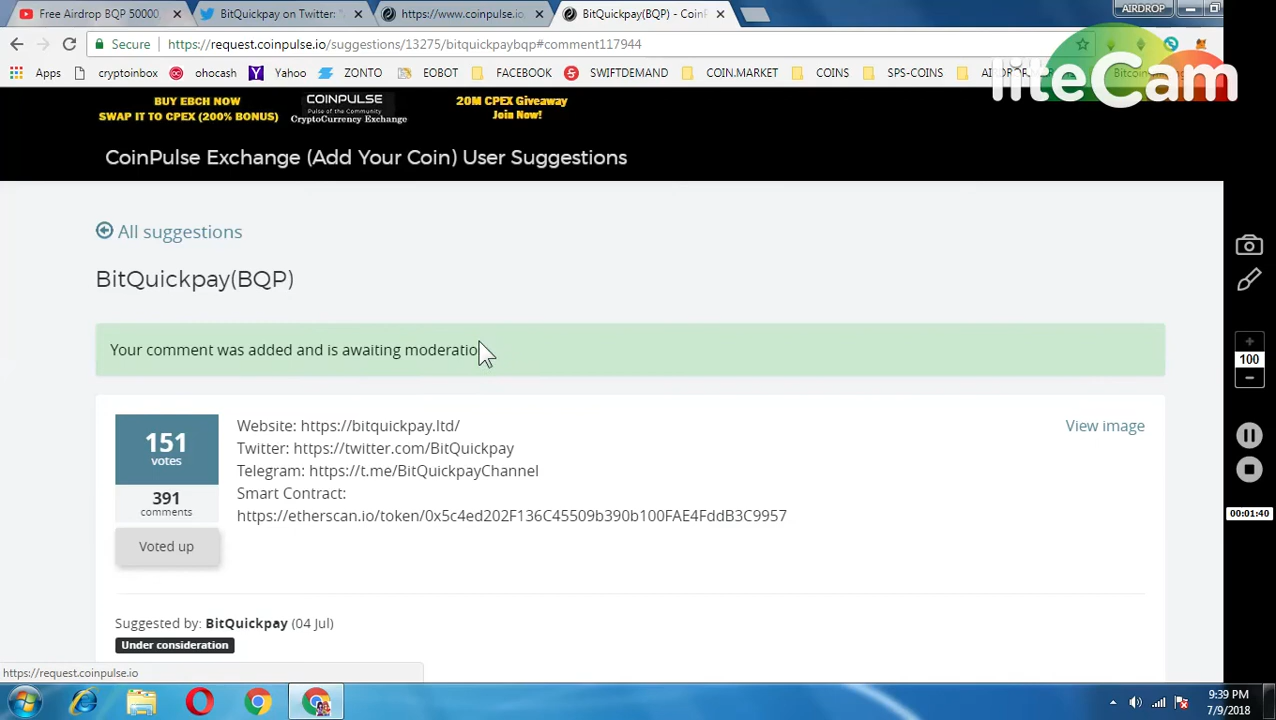 Free Airdrop BQP 50000
BitQuickpay on Twitter: "
https://www.coinpulse.io
BitQuickpay(BQP) – Coin
AIRDROP
Secure
https://request.coinpulse.io/suggestions/13275/bitquickpaybqp#comment117944
Apps
cryptoinbox
ohocash
Yahoo
ZONTO
EOBOT
FACEBOOK
SWIFTDEMAND
COIN.MARKET
COINS
SPS-COINS
liteCam
BUY EBCH NOW
SWAP IT TO CPEX (200% BONUS)
COINPULSE
Pulse of the Community
CryptoCurrency Exchange
20M CPEX Giveaway
Join Now!
CoinPulse Exchange (Add Your Coin) User Suggestions
All suggestions
BitQuickpay(BQP)
Your comment was added and is awaiting moderatio
151
votes
391
comments
Voted up
Website: https://bitquickpay.ltd/
Twitter: https://twitter.com/BitQuickpay
Telegram: https://t.me/BitQuickpayChannel
Smart Contract:
https://etherscan.io/token/0x5c4ed202F136C45509b390b100FAE4FddB3C9957
View image
Suggested by: BitQuickpay (04 Jul)
Under consideration
100
00:01:40
https://request.coinpulse.io
9:39 PM
7/9/2018